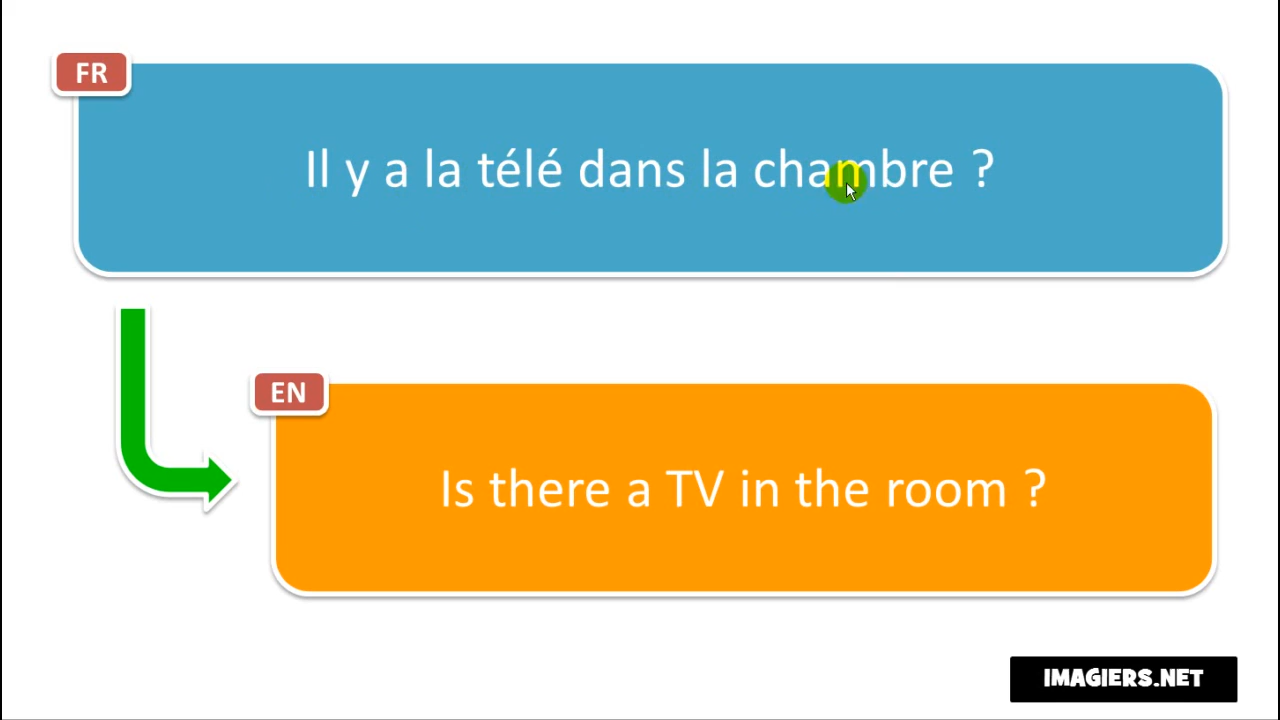 FR
Il y a la télé dans la chambre ?
EN
Is there a TV in the room ?
IMAGIERS.NET